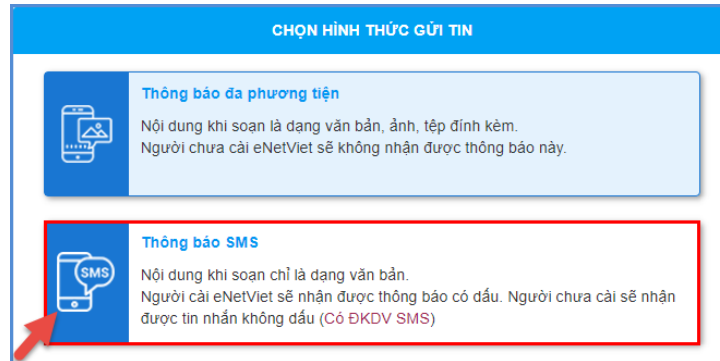 CHỌN HÌNH THỨC GỬI TIN
Thông báo đa phương tiện
Nội dung khi soạn là dạng văn bản, ảnh, tệp đính kèm.
Người chưa cài eNetViet sẽ không nhận được thông báo này.
SMS
Thông báo SMS
Nội dung khi soạn chỉ là dạng văn bản.
Người cài eNetViet sẽ nhận được thông báo có dấu. Người chưa cài sẽ nhận
được tin nhắn không dấu (Có ĐKDV SMS)